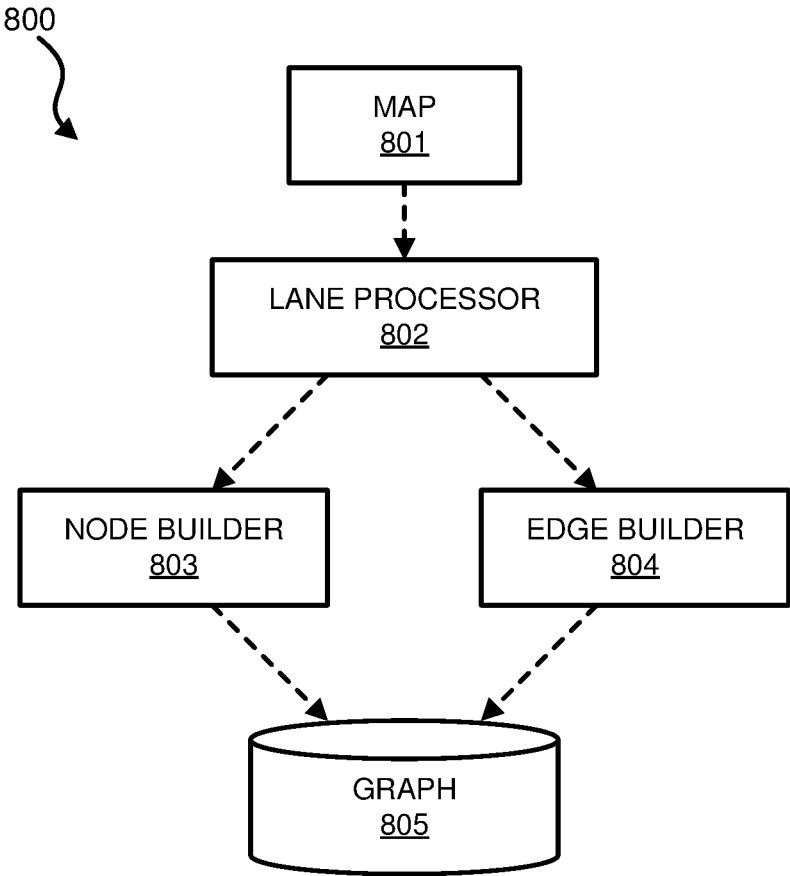 800
MAP
801
LANE PROCESSOR
802
NODE BUILDER
803
EDGE BUILDER
804
GRAPH
805